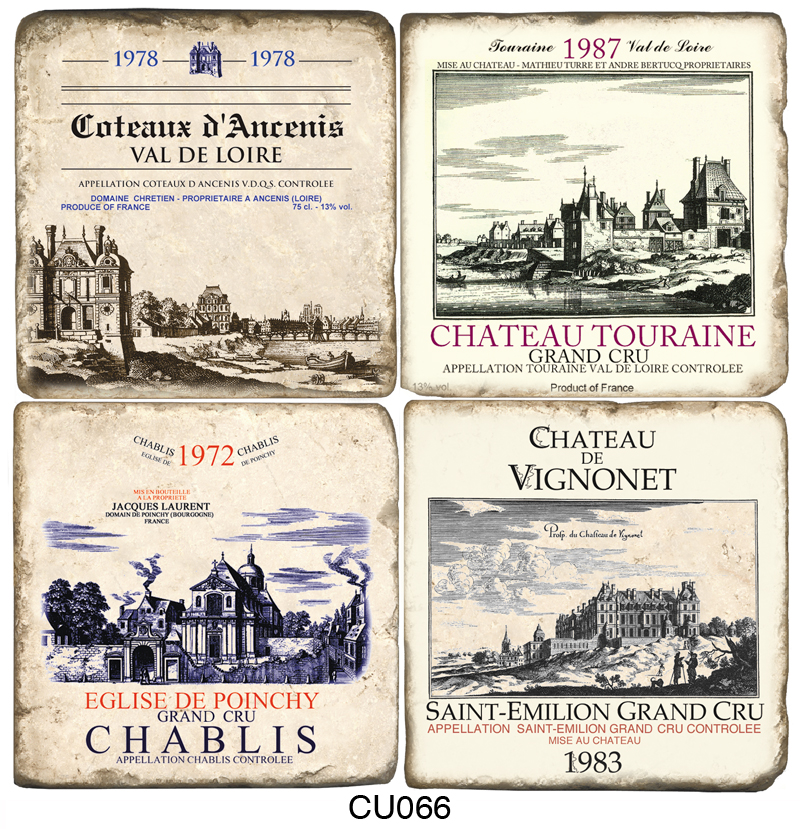 1978 1978
Coteaux d'Ancenis
VAL DE LOIRE
APPELLATION COTEAUX D ANCENIS V.D.Q.S. CONTROLEE
DOMAINE CHRETIEN - PROPRIETAIRE A ANCENIS (LOIRE)
PRODUCE OF FRANCE 75 cl. - 13% vol.
Touraine 1987 Val de Loire
MISE AU CHATEAU - MATHIEU TURRE ET ANDRE BERTUCQ PROPRIETAIRES
CHATEAU TOURAINE
GRAND CRU
APPELLATION TOURAINE VAL DE LOIRE CONTROLEE
13% vol. Product of France
CHABLIS 1972 CHABLIS
EGLISE DE DE POINCHY
MIS EN BOUTEILLE
A LA PROPRIETE
JACQUES LAURENT
DOMAIN DE POINCHY (BOURGOGNE)
FRANCE
EGLISE DE POINCHY
GRAND CRU
CHABLIS
APPELLATION CHABLIS CONTROLEE
CHATEAU
DE
VIGNONET
Prosp. du Chasteau de Vignonet
SAINT-EMILION GRAND CRU
APPELLATION SAINT-EMILION GRAND CRU CONTROLEE
MISE AU CHATEAU
1983
CU066